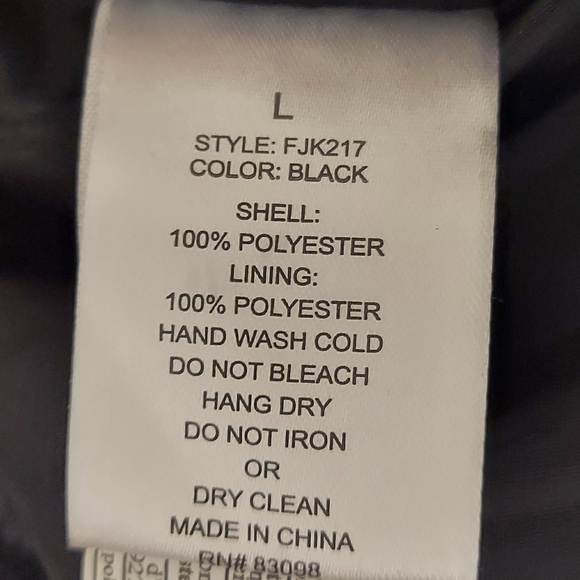 L
STYLE: FJK217
COLOR: BLACK
SHELL:
100% POLYESTER
LINING:
100% POLYESTER
HAND WASH COLD
DO NOT BLEACH
HANG DRY
DO NOT IRON
OR
DRY CLEAN
MADE IN CHINA
RN# 83098